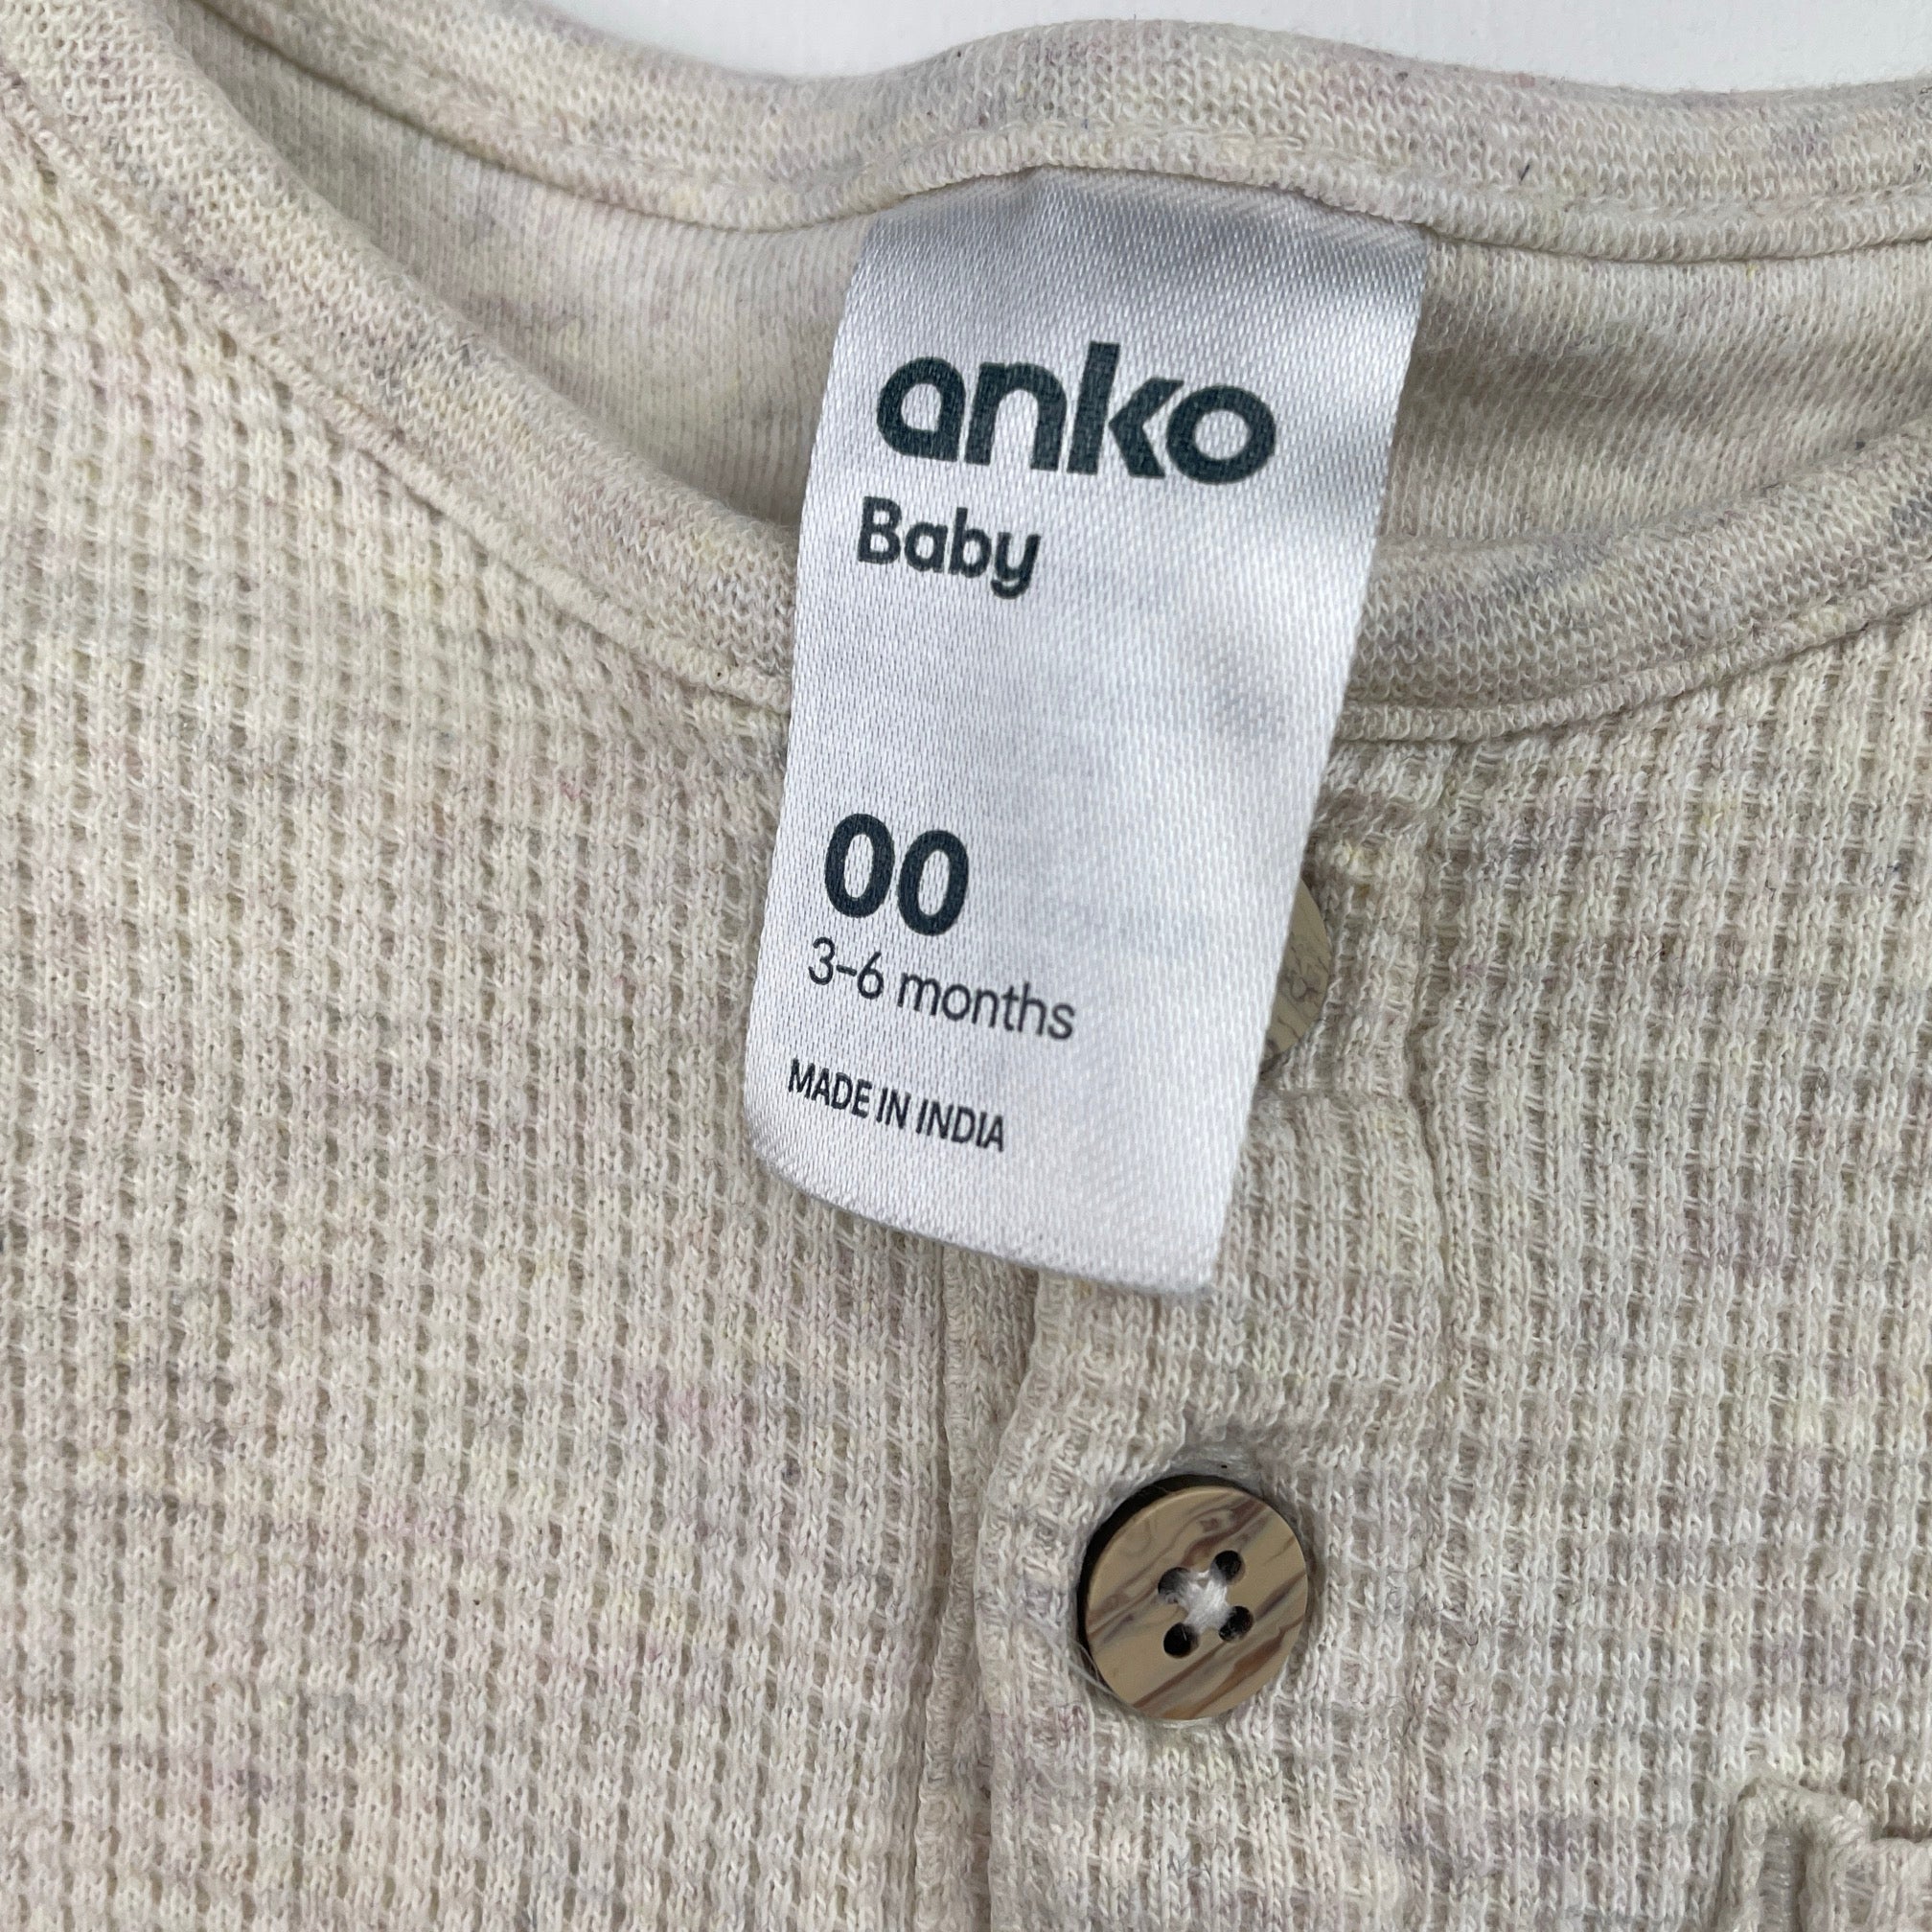 anko
Baby
00
3-6 months
MADE IN INDIA